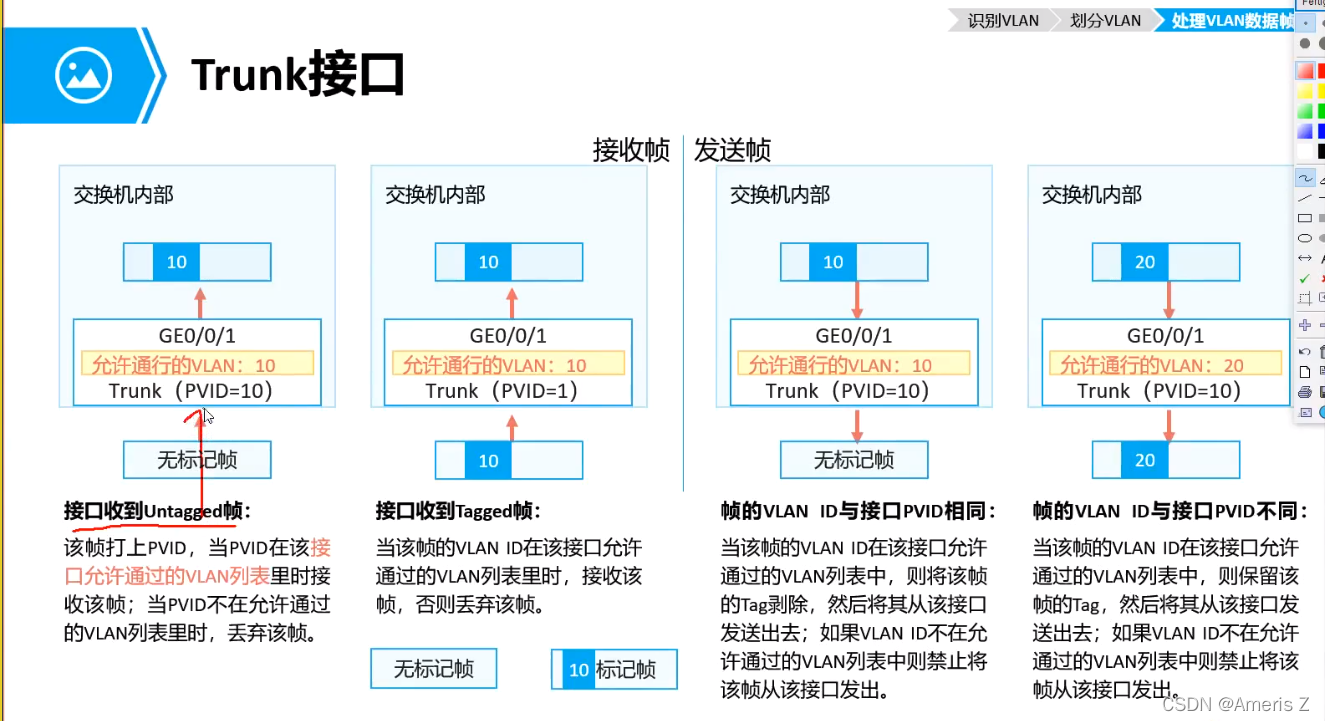 识别VLAN
划分VLAN
处理VLAN数据帧
Trunk接口
接收帧
发送帧
交换机内部
10
GE0/0/1
允许通行的VLAN：10
Trunk（PVID=10）
无标记帧
接口收到Untagged帧：
该帧打上PVID，当PVID在该接
口允许通过的VLAN列表里时接
收该帧；当PVID不在允许通过
的VLAN列表里时，丢弃该帧。
交换机内部
10
GE0/0/1
允许通行的VLAN：10
Trunk（PVID=1）
10
接口收到Tagged帧：
当该帧的VLAN ID在该接口允许
通过的VLAN列表里时，接收该
帧，否则丢弃该帧。
无标记帧
10 标记帧
交换机内部
10
GE0/0/1
允许通行的VLAN：10
Trunk（PVID=10）
无标记帧
帧的VLAN ID与接口PVID相同：
当该帧的VLAN ID在该接口允许
通过的VLAN列表中，则将该帧
的Tag剥除，然后将其从该接口
发送出去；如果VLAN ID不在允
许通过的VLAN列表中则禁止将
该帧从该接口发出。
交换机内部
20
GE0/0/1
允许通行的VLAN：20
Trunk（PVID=10）
20
帧的VLAN ID与接口PVID不同：
当该帧的VLAN ID在该接口允许
通过的VLAN列表中，则保留该
帧的Tag，然后将其从该接口发
送出去；如果VLAN ID不在允许
通过的VLAN列表中则禁止将该
帧从该接口发出。
CSDN @Ameris Z